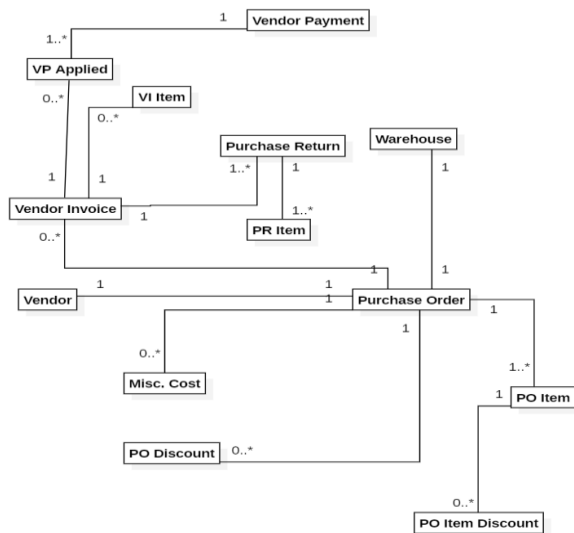 1
Vendor Payment
1..*
VP Applied
0..*
VI Item
0..*
Purchase Return
Warehouse
1..*
1
1
1
1
Vendor Invoice
1
1..*
PR Item
0..*
1
1
Vendor
1
1
1
Purchase Order
1
1
0..*
Misc. Cost
1..*
1
PO Item
PO Discount
0..*
0..*
PO Item Discount